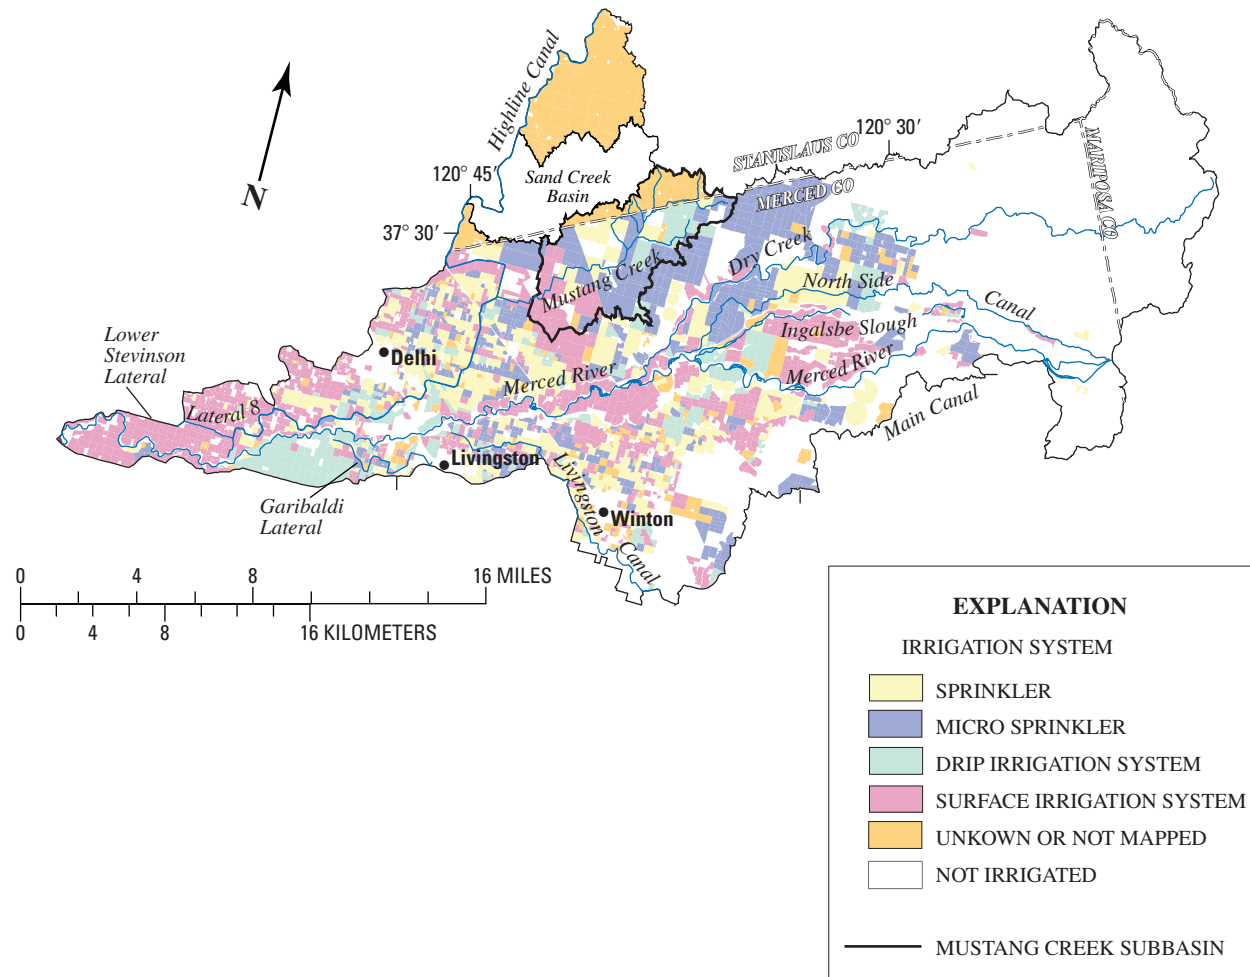 Highline Canal
N
120° 45′
37° 30′
Sand Creek
Basin
120° 30′
STANISLAUS CO
MERCED CO
MARIPOSA CO
Dry Creek
Mustang Creek
North Side
Canal
Ingalsbe Slough
Merced River
Merced River
Main Canal
Lower
Stevinson
Lateral
Delhi
Lateral 8
Livingston
Garibaldi
Lateral
Livingston
Canal
Winton
0 4 8 16 MILES
0 4 8 16 KILOMETERS
EXPLANATION
IRRIGATION SYSTEM
SPRINKLER
MICRO SPRINKLER
DRIP IRRIGATION SYSTEM
SURFACE IRRIGATION SYSTEM
UNKOWN OR NOT MAPPED
NOT IRRIGATED
MUSTANG CREEK SUBBASIN